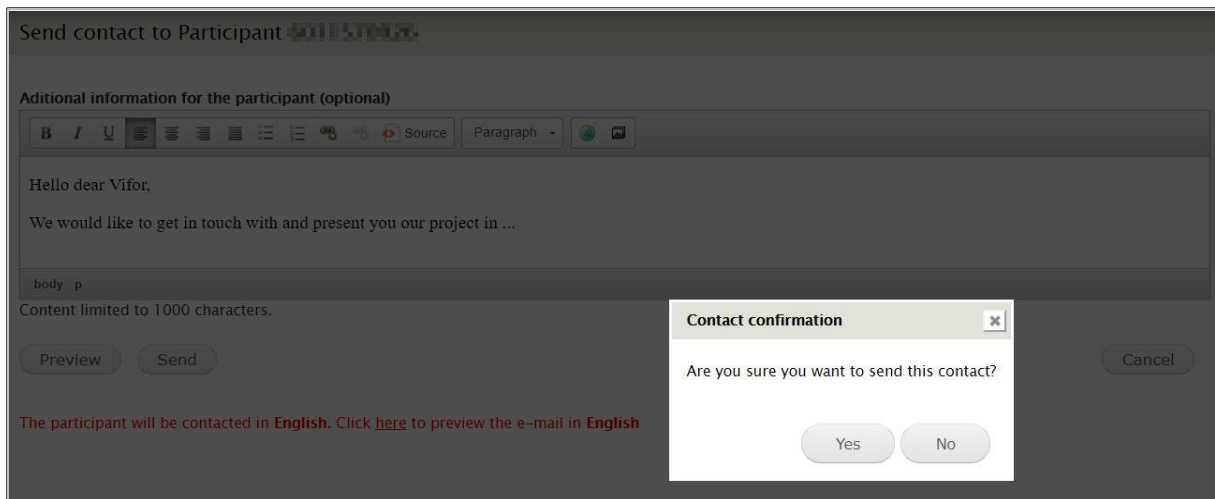 Send contact to Participant
Aditional information for the participant (optional)
B I U Source Paragraph
Hello dear Vifor,
We would like to get in touch with and present you our project in ...
body p
Content limited to 1000 characters.
Preview Send Cancel
The participant will be contacted in English. Click here to preview the e-mail in English
Contact confirmation
Are you sure you want to send this contact?
Yes No